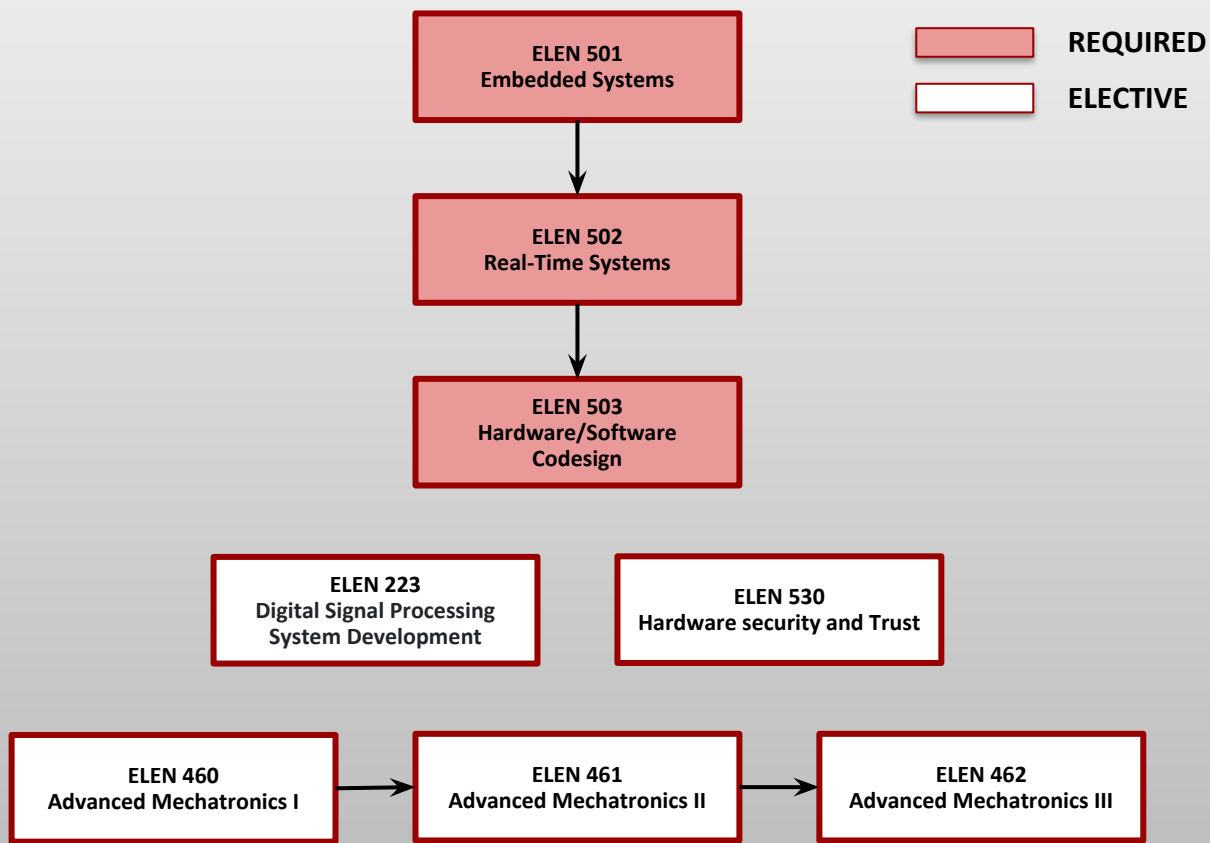 ELEN 501
Embedded Systems
REQUIRED
ELECTIVE
ELEN 502
Real-Time Systems
ELEN 503
Hardware/Software
Codesign
ELEN 223
Digital Signal Processing
System Development
ELEN 530
Hardware security and Trust
ELEN 460
Advanced Mechatronics I
ELEN 461
Advanced Mechatronics II
ELEN 462
Advanced Mechatronics III